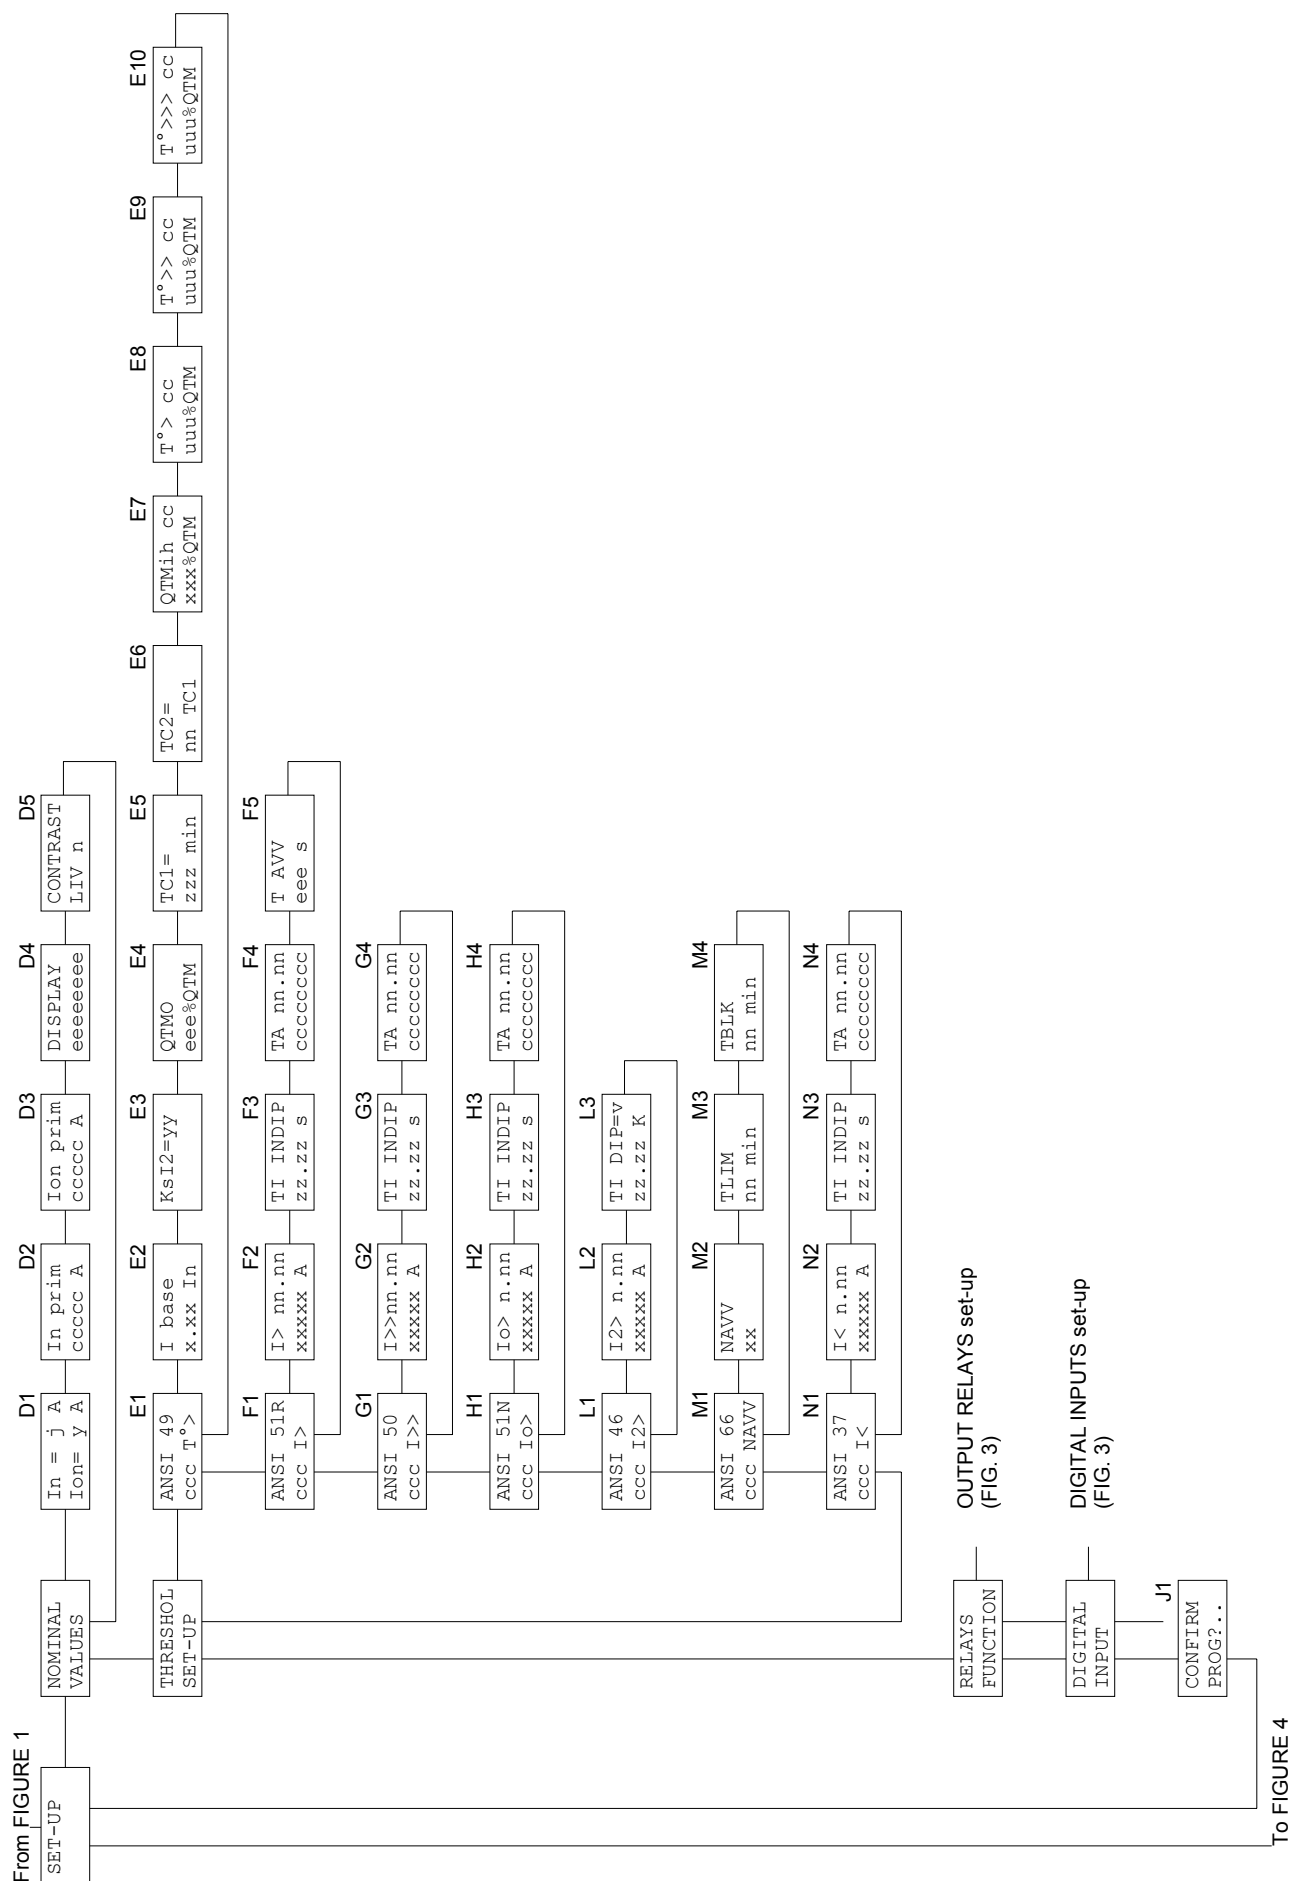 From FIGURE 1
SET-UP
NOMINAL
VALUES
D1
In = j A
Ion= y A
D2
In prim
ccccc A
D3
Ion prim
ccccc A
D4
DISPLAY
eeeeeeee
D5
CONTRAST
LIV n
THRESHOL
SET-UP
E1
ANSI 49
ccc T°>
E2
I base
x.xx In
E3
KsI2=yy
E4
QTMO
eee%QTM
E5
TC1=
zzz min
E6
TC2=
nn TC1
E7
QTMih cc
xxx%QTM
E8
T°> cc
uuu%QTM
E9
T°>> cc
uuu%QTM
E10
T°>>> cc
uuu%QTM
F1
ANSI 51R
ccc I>
F2
I> nn.nn
xxxxx A
F3
TI INDIP
zz.zz s
F4
TA nn.nn
cccccccc
F5
T AVV
eee s
G1
ANSI 50
ccc I>>
G2
I>>nn.nn
xxxxx A
G3
TI INDIP
zz.zz s
G4
TA nn.nn
cccccccc
H1
ANSI 51N
ccc Io>
H2
Io> n.nn
xxxxx A
H3
TI INDIP
zz.zz s
H4
TA nn.nn
cccccccc
L1
ANSI 46
ccc I2>
L2
I2> n.nn
xxxxx A
L3
TI DIP=v
zz.zz K
M1
ANSI 66
ccc NAVV
M2
NAVV
xx
M3
TLIM
nn min
M4
TBLK
nn min
N1
ANSI 37
ccc I<
N2
I< n.nn
xxxxx A
N3
TI INDIP
zz.zz s
N4
TA nn.nn
cccccccc
RELAYS
FUNCTION
OUTPUT RELAYS set-up
(FIG. 3)
DIGITAL
INPUT
DIGITAL INPUTS set-up
(FIG. 3)
J1
CONFIRM
PROG?...
To FIGURE 4